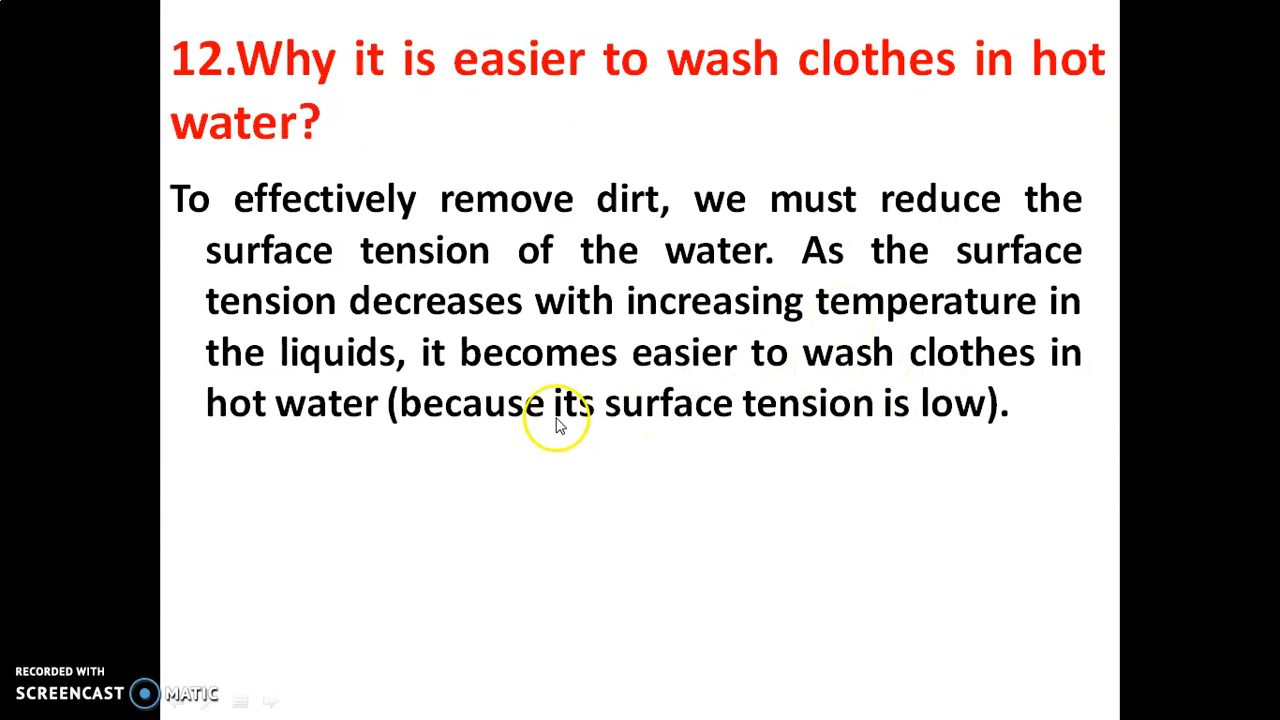 12.Why it is easier to wash clothes in hot
water?
To effectively remove dirt, we must reduce the
surface tension of the water. As the surface
tension decreases with increasing temperature in
the liquids, it becomes easier to wash clothes in
hot water (because its surface tension is low).
RECORDED WITH
SCREENCAST MATIC